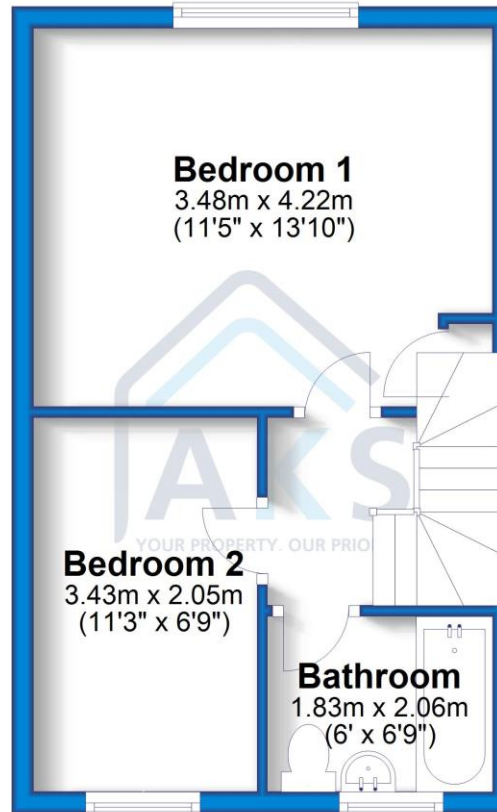 Bedroom 1
3.48m x 4.22m
(11'5" x 13'10")
AKS
YOUR PROPERTY. OUR PRIO
Bedroom 2
3.43m x 2.05m
(11'3" x 6'9")
Bathroom
1.83m x 2.06m
(6' x 6'9")